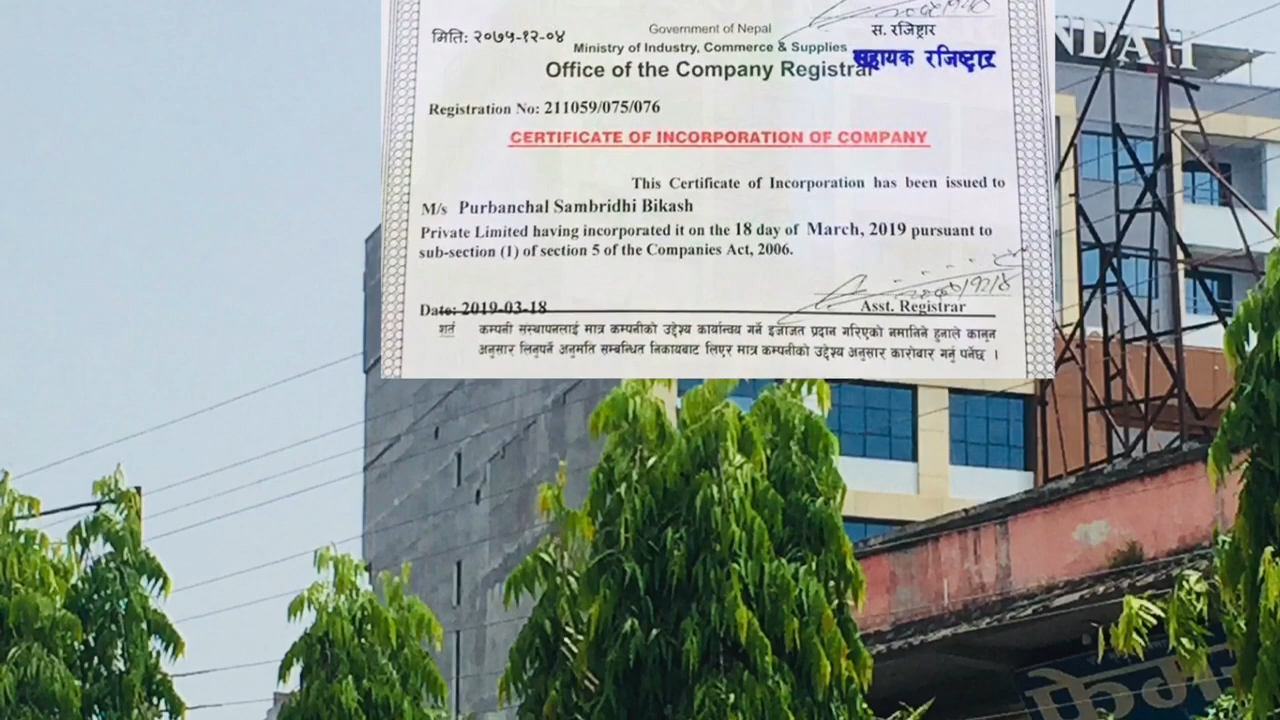 मिति: २०७५-१२-०४
स. रजिष्ट्रार
सहायक रजिष्ट्रार
Government of Nepal
Ministry of Industry, Commerce & Supplies
Office of the Company Registrar
Registration No: 211059/075/076
CERTIFICATE OF INCORPORATION OF COMPANY
This Certificate of Incorporation has been issued to
M/s Purbanchal Sambridhi Bikash
Private Limited having incorporated it on the 18 day of March, 2019 pursuant to
sub-section (1) of section 5 of the Companies Act, 2006.
Date: 2019-03-18
Asst. Registrar
शर्त कम्पनी संस्थापनलाई मात्र कम्पनीको उद्देश्य कार्यान्वय गर्न इजाजत प्रदान गरिएको नमानिने हुनाले कानून
अनुसार लिनुपर्ने अनुमति सम्बन्धित निकायबाट लिएर मात्र कम्पनीको उद्देश्य अनुसार कारोबार गर्नु पर्नेछ ।
NDAH